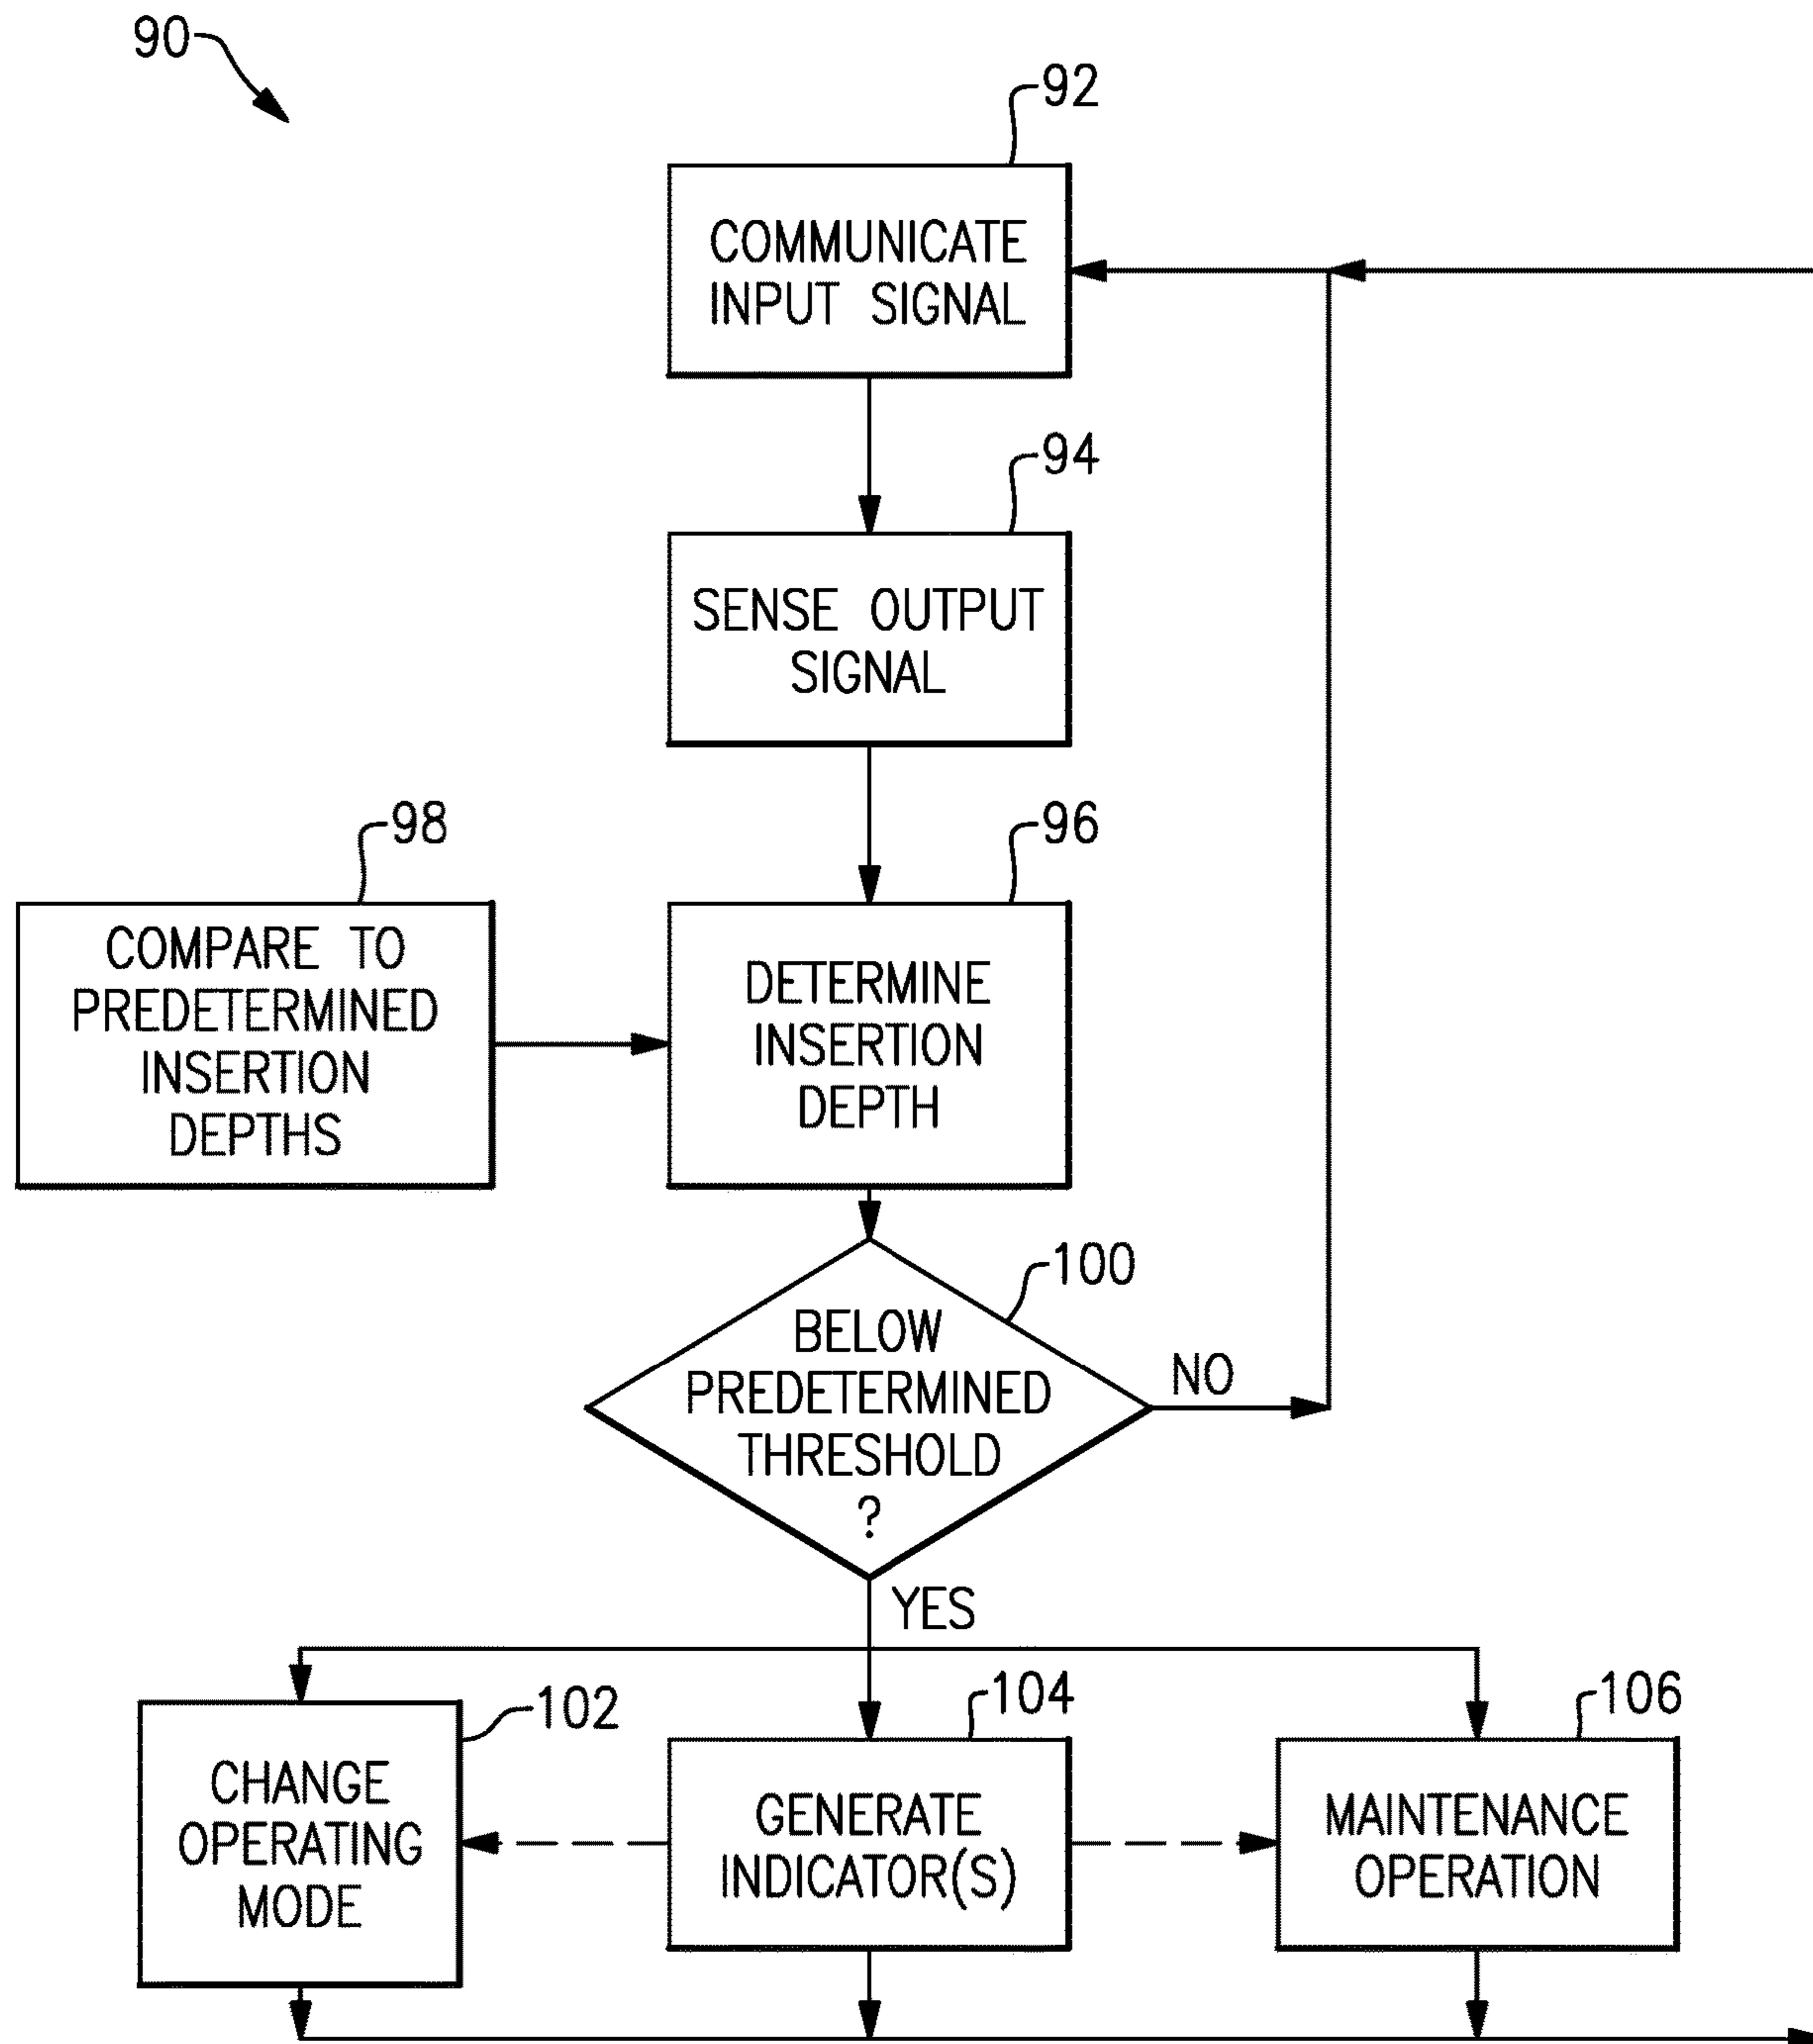 90
92
COMMUNICATE
INPUT SIGNAL
94
SENSE OUTPUT
SIGNAL
98
COMPARE TO
PREDETERMINED
INSERTION
DEPTHS
96
DETERMINE
INSERTION
DEPTH
100
BELOW
PREDETERMINED
THRESHOLD
?
NO
YES
102
CHANGE
OPERATING
MODE
104
GENERATE
INDICATOR(S)
106
MAINTENANCE
OPERATION